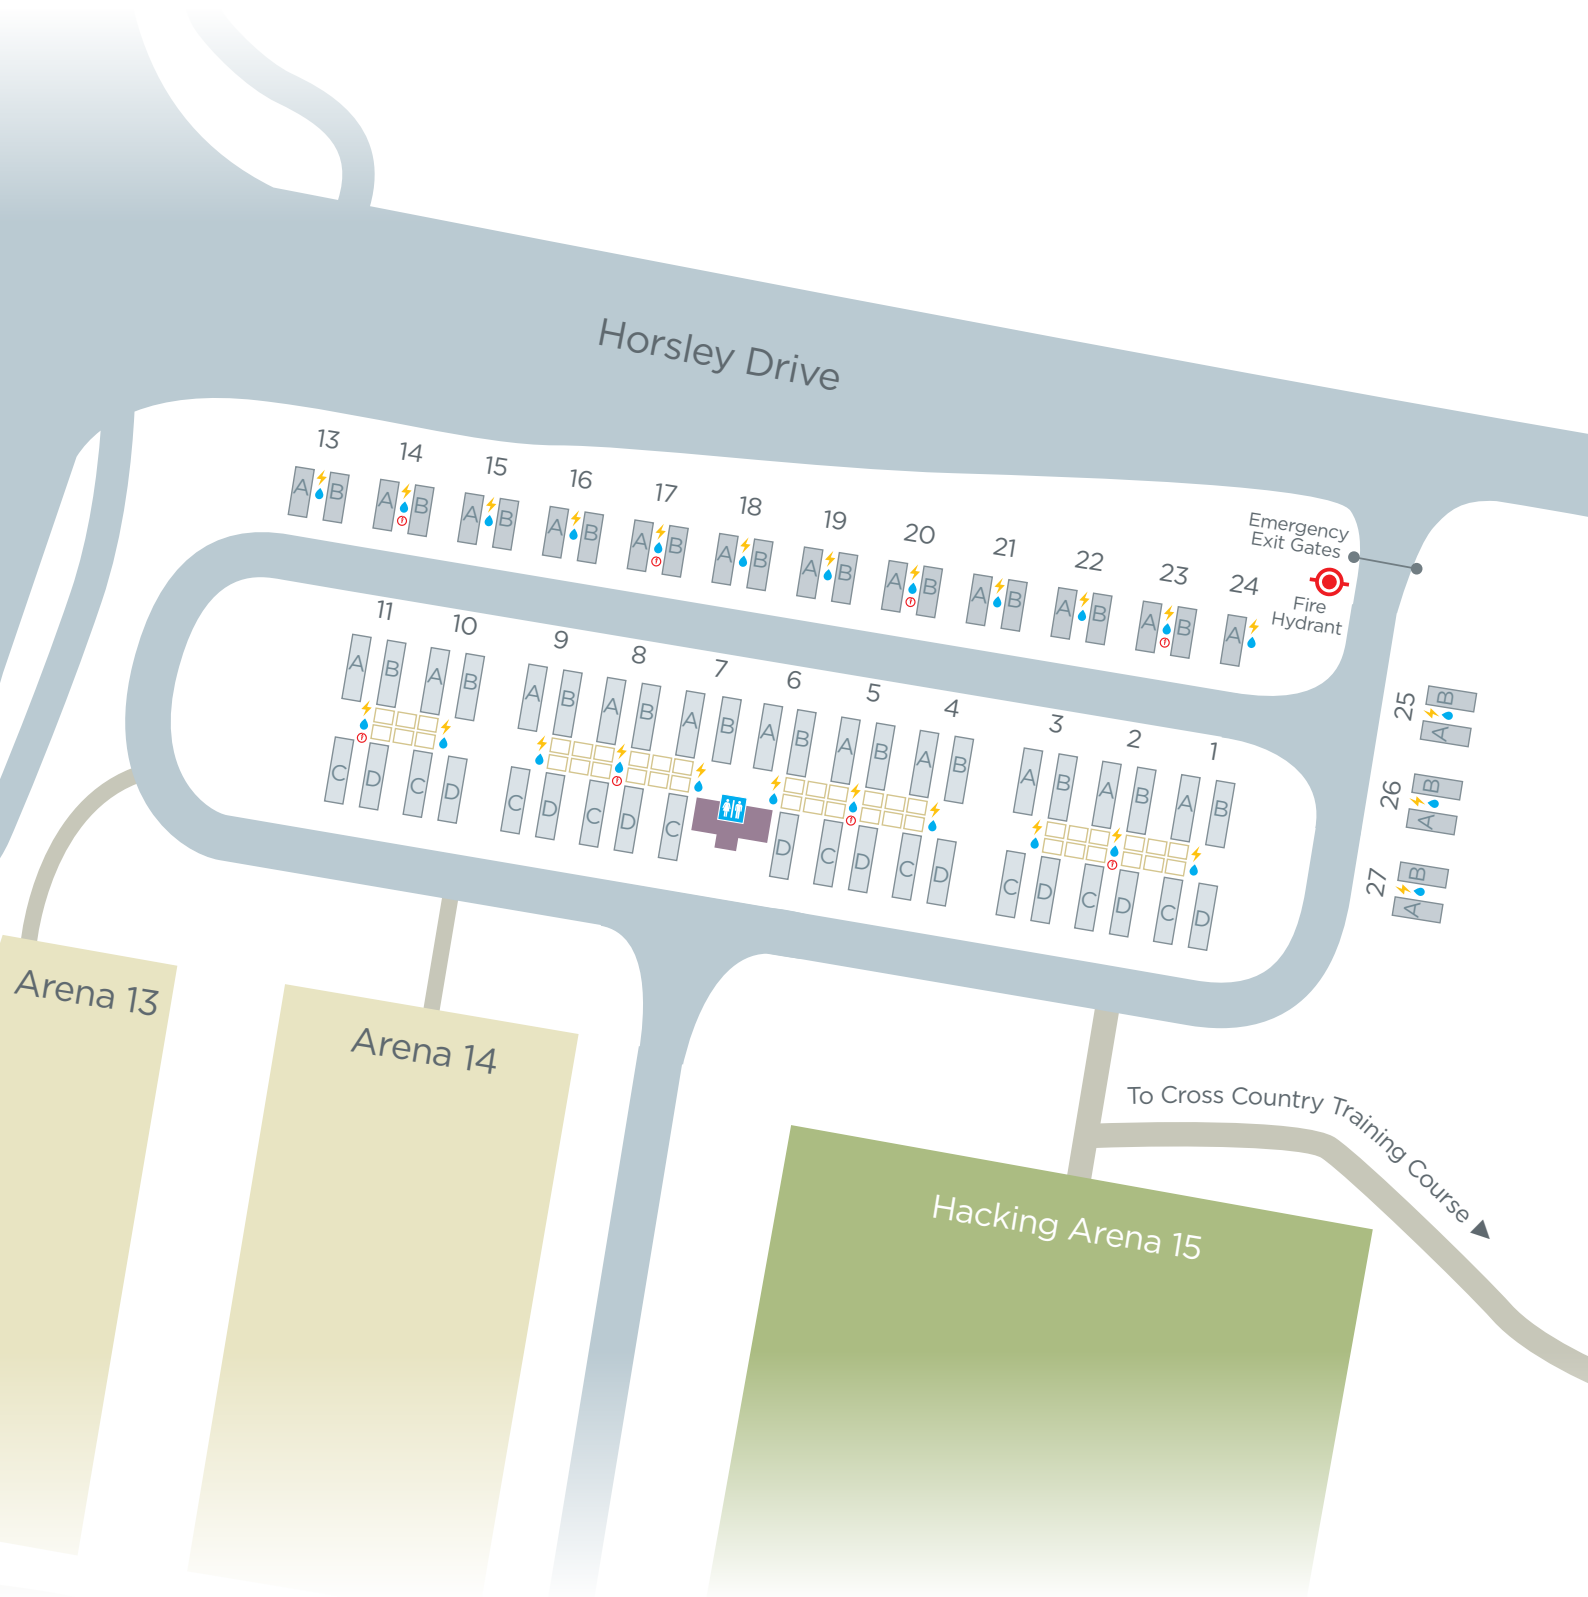 Horsley Drive
13 14 15 16 17 18 19 20 21 22 23 24
A B A B A B A B A B A B A B A B A B A B A B A
Emergency
Exit Gates
Fire
Hydrant
11 10 9 8 7 6 5 4 3 2 1
A B A B A B A B A B A B A B A B A B A B A B
C D C D C D C D C D C D C D C D C D C D
25
B
A
26
B
A
27
B
A
Arena 13
Arena 14
To Cross Country Training Course
Hacking Arena 15